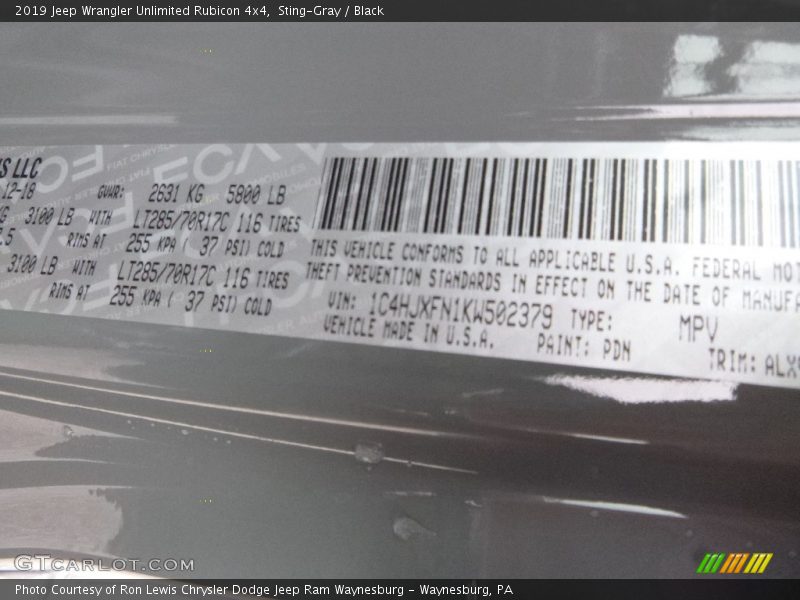 2019 Jeep Wrangler Unlimited Rubicon 4x4, Sting-Gray / Black
LLC
12-18 GWR: 2631 KG 5800 LB
3100 LB WITH LT285/70R17C 116 TIRES
RIMS AT 255 KPA ( 37 PSI) COLD
3100 LB WITH LT285/70R17C 116 TIRES
RIMS AT 255 KPA ( 37 PSI) COLD
THIS VEHICLE CONFORMS TO ALL APPLICABLE U.S.A. FEDERAL
THEFT PREVENTION STANDARDS IN EFFECT ON THE DATE OF
VIN: 1C4HJXFN1KW502379 TYPE: MPV
VEHICLE MADE IN U.S.A. PAINT: PDN
TRIM:
GTCARLOT.COM
Photo Courtesy of Ron Lewis Chrysler Dodge Jeep Ram Waynesburg - Waynesburg, PA